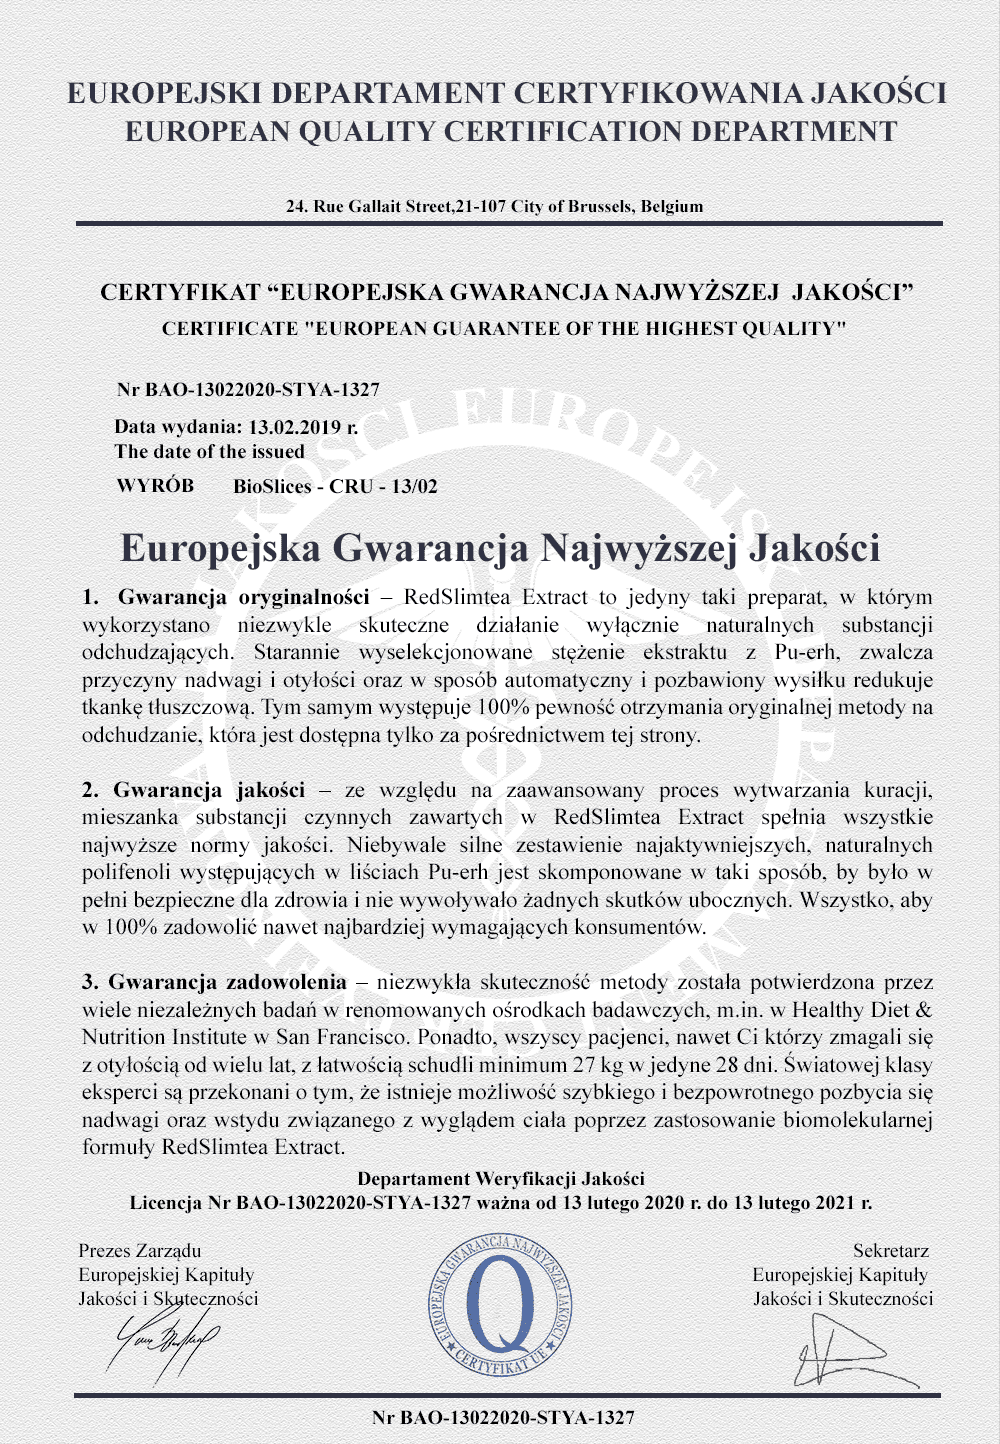 EUROPEJSKI DEPARTAMENT CERTYFIKOWANIA JAKOŚCI
EUROPEAN QUALITY CERTIFICATION DEPARTMENT
24. Rue Gallait Street,21-107 City of Brussels, Belgium
CERTYFIKAT “EUROPEJSKA GWARANCJA NAJWYŻSZEJ JAKOŚCI”
CERTIFICATE "EUROPEAN GUARANTEE OF THE HIGHEST QUALITY"
Nr BAO-13022020-STYA-1327
Data wydania: 13.02.2019 r.
The date of the issued
WYRÓB BioSlices - CRU - 13/02
Europejska Gwarancja Najwyższej Jakości
1. Gwarancja oryginalności – RedSlimtea Extract to jedyny taki preparat, w którym
wykorzystano niezwykle skuteczne działanie wyłącznie naturalnych substancji
odchudzających. Starannie wyselekcjonowane stężenie ekstraktu z Pu-erh, zwalcza
przyczyny nadwagi i otyłości oraz w sposób automatyczny i pozbawiony wysiłku redukuje
tkankę tłuszczową. Tym samym występuje 100% pewność otrzymania oryginalnej metody na
odchudzanie, która jest dostępna tylko za pośrednictwem tej strony.
2. Gwarancja jakości – ze względu na zaawansowany proces wytwarzania kuracji,
mieszanka substancji czynnych zawartych w RedSlimtea Extract spełnia wszystkie
najwyższe normy jakości. Niebywale silne zestawienie najaktywniejszych, naturalnych
polifenoli występujących w liściach Pu-erh jest skomponowane w taki sposób, by było w
pełni bezpieczne dla zdrowia i nie wywoływało żadnych skutków ubocznych. Wszystko, aby
w 100% zadowolić nawet najbardziej wymagających konsumentów.
3. Gwarancja zadowolenia – niezwykła skuteczność metody została potwierdzona przez
wiele niezależnych badań w renomowanych ośrodkach badawczych, m.in. w Healthy Diet &
Nutrition Institute w San Francisco. Ponadto, wszyscy pacjenci, nawet Ci którzy zmagali się
z otyłością od wielu lat, z łatwością schudli minimum 27 kg w jedyne 28 dni. Światowej klasy
eksperci są przekonani o tym, że istnieje możliwość szybkiego i bezpowrotnego pozbycia się
nadwagi oraz wstydu związanego z wyglądem ciała poprzez zastosowanie biomolekularnej
formuły RedSlimtea Extract.
Departament Weryfikacji Jakości
Licencja Nr BAO-13022020-STYA-1327 ważna od 13 lutego 2020 r. do 13 lutego 2021 r.
Prezes Zarządu
Europejskiej Kapituły
Jakości i Skuteczności
EUROPEJSKA GWARANCJA NAJWYŻSZEJ JAKOŚCI
Q
★ CERTYFIKAT UE ★
Sekretarz
Europejskiej Kapituły
Jakości i Skuteczności
Nr BAO-13022020-STYA-1327